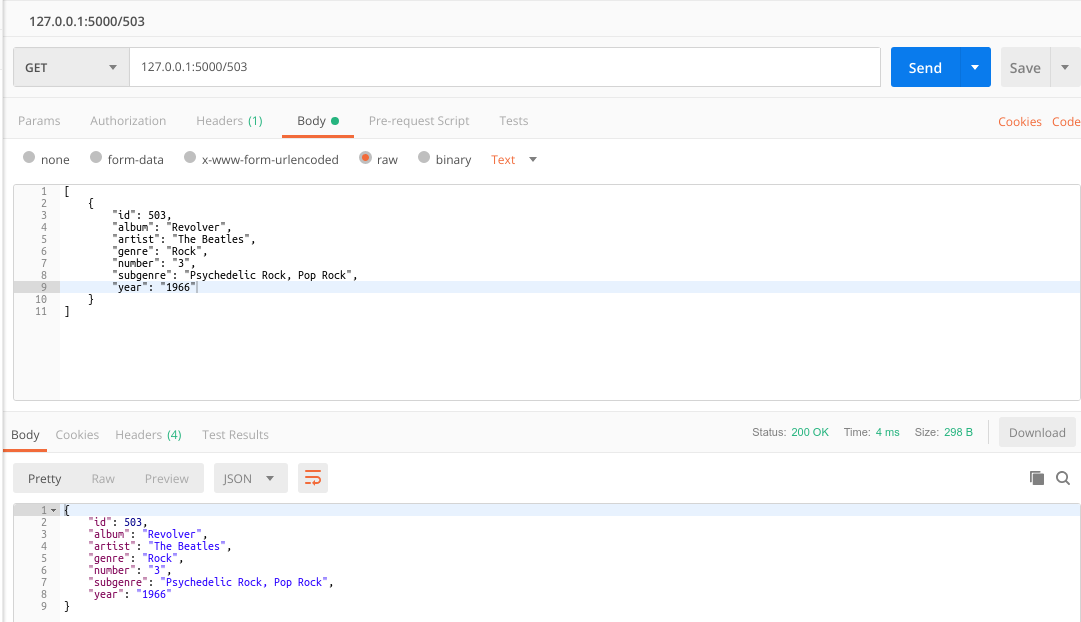 127.0.0.1:5000/503
GET 127.0.0.1:5000/503 Send Save
Params Authorization Headers (1) Body Pre-request Script Tests Cookies Code
none form-data x-www-form-urlencoded raw binary Text
1 [
2 {
3 "id": 503,
4 "album": "Revolver",
5 "artist": "The Beatles",
6 "genre": "Rock",
7 "number": "3",
8 "subgenre": "Psychedelic Rock, Pop Rock",
9 "year": "1966"
10 }
11 ]
Body Cookies Headers (4) Test Results Status: 200 OK Time: 4 ms Size: 298 B Download
Pretty Raw Preview JSON
1 {
2 "id": 503,
3 "album": "Revolver",
4 "artist": "The Beatles",
5 "genre": "Rock",
6 "number": "3",
7 "subgenre": "Psychedelic Rock, Pop Rock",
8 "year": "1966"
9 }